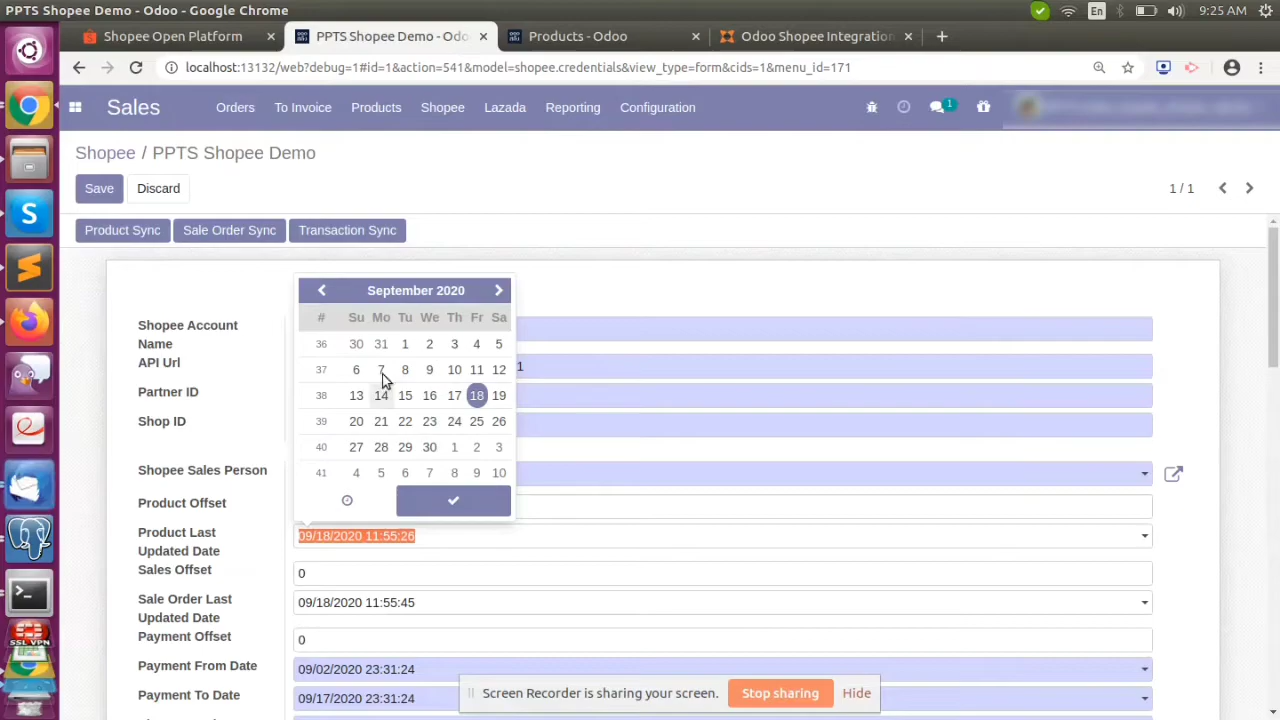 PPTS Shopee Demo - Odoo - Google Chrome
En
9:25 AM
Shopee Open Platform
PPTS Shopee Demo - Odo
Products - Odoo
Odoo Shopee Integration
localhost:13132/web?debug=1#id=1&action=541&model=shopee.credentials&view_type=form&cids=1&menu_id=171
Sales
Orders
To Invoice
Products
Shopee
Lazada
Reporting
Configuration
1
Shopee / PPTS Shopee Demo
Save
Discard
1 / 1
Product Sync
Sale Order Sync
Transaction Sync
September 2020
# Su Mo Tu We Th Fr Sa
36 30 31 1 2 3 4 5
37 6 7 8 9 10 11 12
38 13 14 15 16 17 18 19
39 20 21 22 23 24 25 26
40 27 28 29 30 1 2 3
41 4 5 6 7 8 9 10
Shopee Account
Name
API Url
1
Partner ID
Shop ID
Shopee Sales Person
Product Offset
Product Last
Updated Date
09/18/2020 11:55:26
Sales Offset
0
Sale Order Last
Updated Date
09/18/2020 11:55:45
Payment Offset
0
Payment From Date
09/02/2020 23:31:24
Payment To Date
09/17/2020 23:31:24
Screen Recorder is sharing your screen.
Stop sharing
Hide
S
SSL VPN